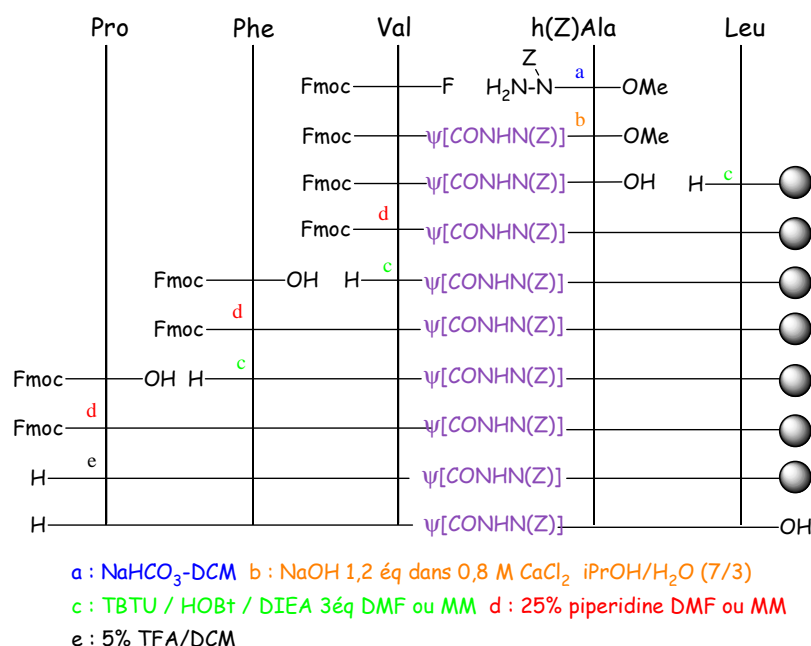 Pro Phe Val h(Z)Ala Leu
Z
Fmoc F H₂N-N a OMe
b
Fmoc ψ[CONHN(Z)] OMe
Fmoc ψ[CONHN(Z)] OH H c
d
Fmoc ψ[CONHN(Z)]
Fmoc OH H c ψ[CONHN(Z)]
d
Fmoc ψ[CONHN(Z)]
Fmoc OH H c ψ[CONHN(Z)]
d
Fmoc ψ[CONHN(Z)]
H e ψ[CONHN(Z)]
H ψ[CONHN(Z)] OH
a : NaHCO₃-DCM b : NaOH 1,2 éq dans 0,8 M CaCl₂ iPrOH/H₂O (7/3)
c : TBTU / HOBt / DIEA 3éq DMF ou MM d : 25% piperidine DMF ou MM
e : 5% TFA/DCM